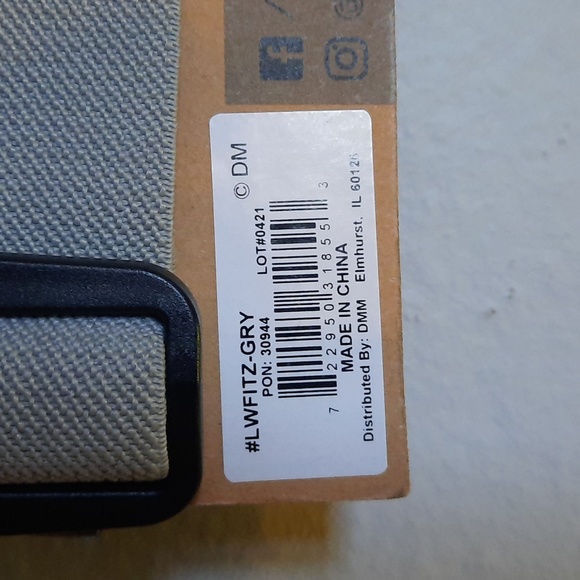 © DM
#LWFITZ-GRY
PON: 30944 LOT#0421
7 22950 31855 3
MADE IN CHINA
Distributed By: DMM Elmhurst, IL 60126